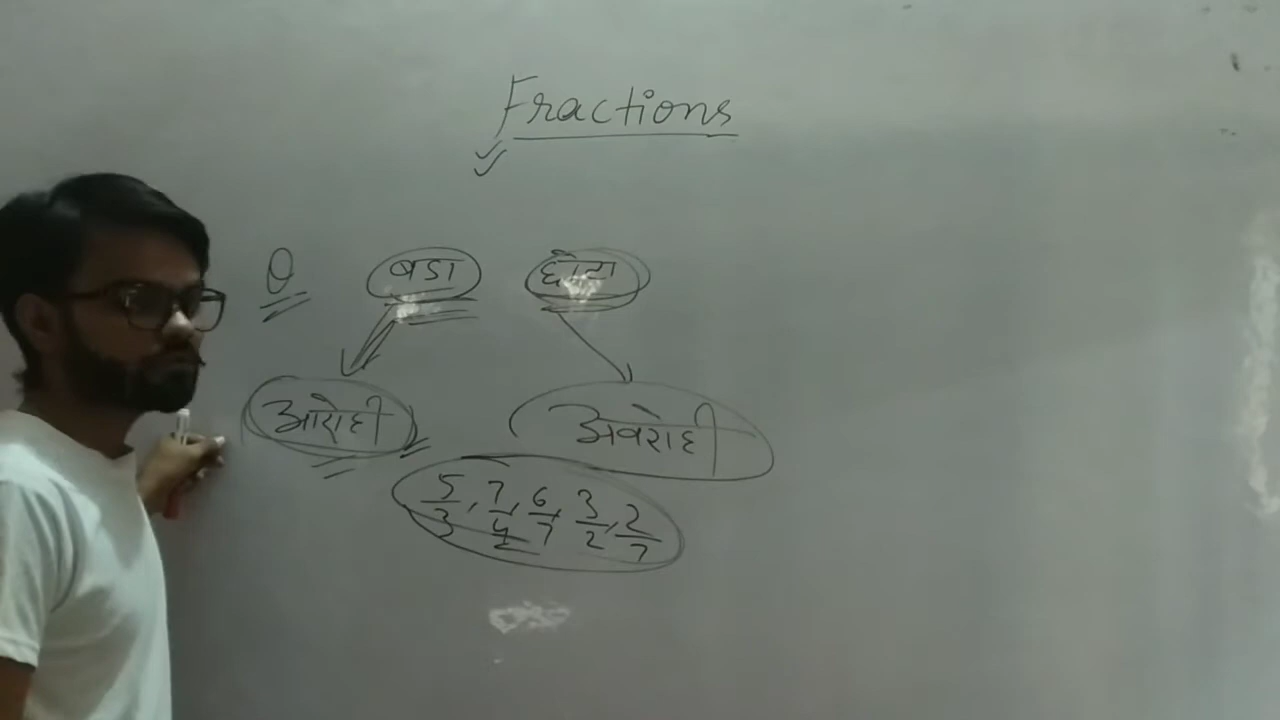 Fractions
Q बडा छोटा
आरोही अवरोही
5/3, 7/4, 6/7, 3/2, 2/7